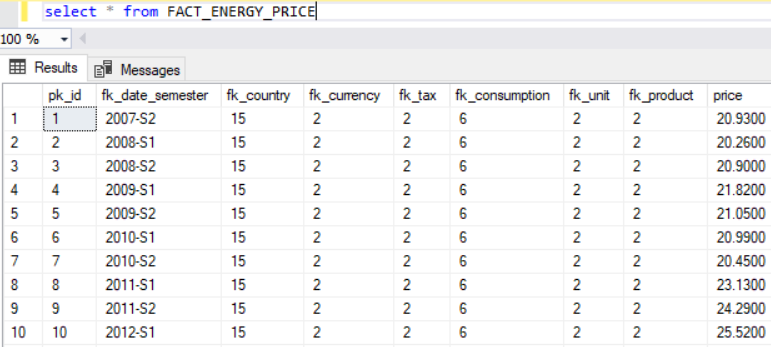 select * from FACT_ENERGY_PRICE
100 %
Results Messages
pk_id fk_date_semester fk_country fk_currency fk_tax fk_consumption fk_unit fk_product price
1 1 2007-S2 15 2 2 6 2 2 20.9300
2 2 2008-S1 15 2 2 6 2 2 20.2600
3 3 2008-S2 15 2 2 6 2 2 20.9000
4 4 2009-S1 15 2 2 6 2 2 21.8200
5 5 2009-S2 15 2 2 6 2 2 21.0500
6 6 2010-S1 15 2 2 6 2 2 20.9900
7 7 2010-S2 15 2 2 6 2 2 20.4500
8 8 2011-S1 15 2 2 6 2 2 23.1300
9 9 2011-S2 15 2 2 6 2 2 24.2900
10 10 2012-S1 15 2 2 6 2 2 25.5200